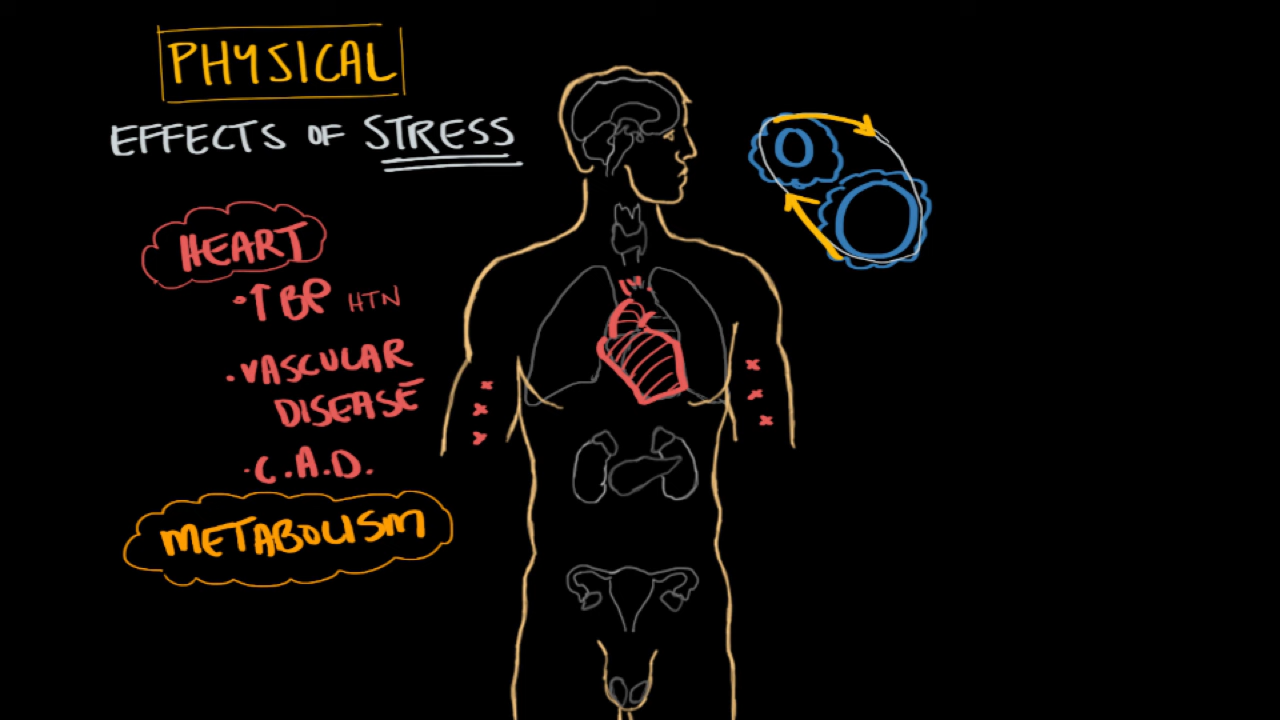 PHYSICAL
EFFECTS OF STRESS
HEART
• ↑ BP HTN
• VASCULAR
DISEASE
• C.A.D.
METABOLISM